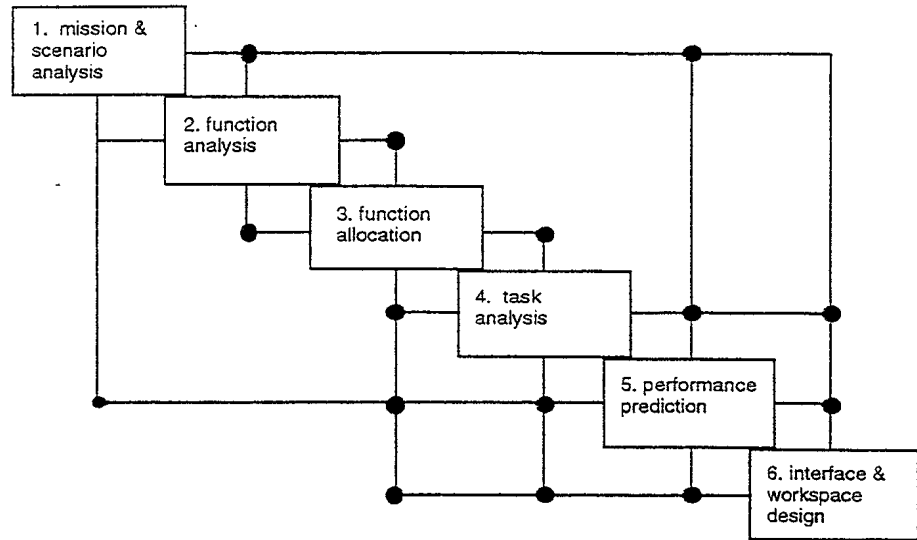 1. mission &
scenario
analysis
2. function
analysis
3. function
allocation
4. task
analysis
5. performance
prediction
6. interface &
workspace
design